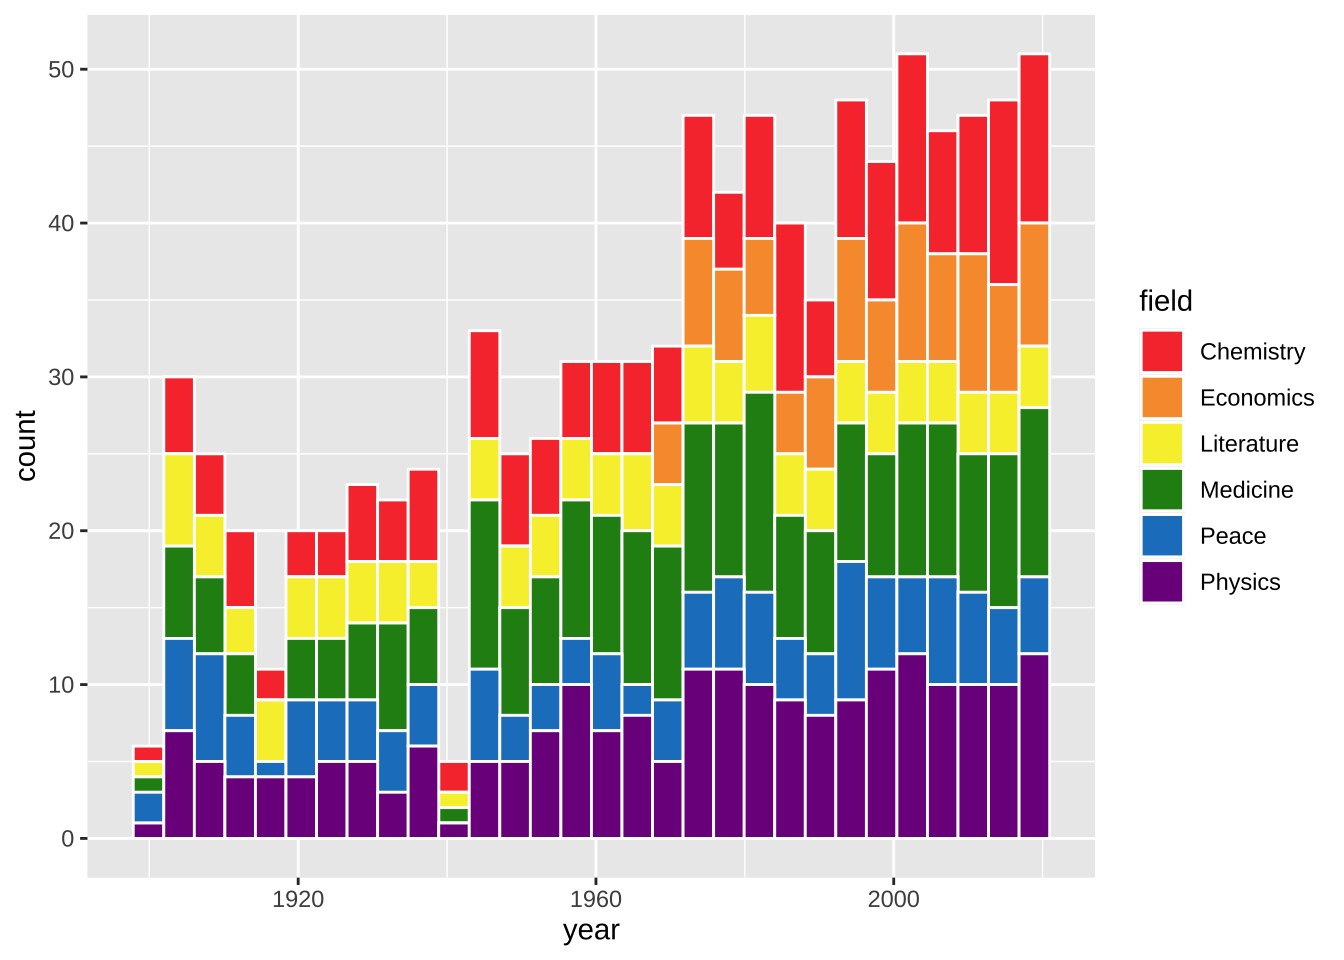 50
40
30
20
10
0
count
1920
1960
2000
year
field
Chemistry
Economics
Literature
Medicine
Peace
Physics